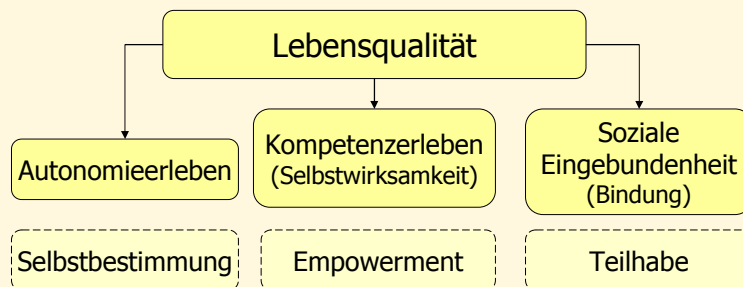 Lebensqualität
Autonomieerleben
Kompetenzerleben
(Selbstwirksamkeit)
Soziale
Eingebundenheit
(Bindung)
Selbstbestimmung
Empowerment
Teilhabe